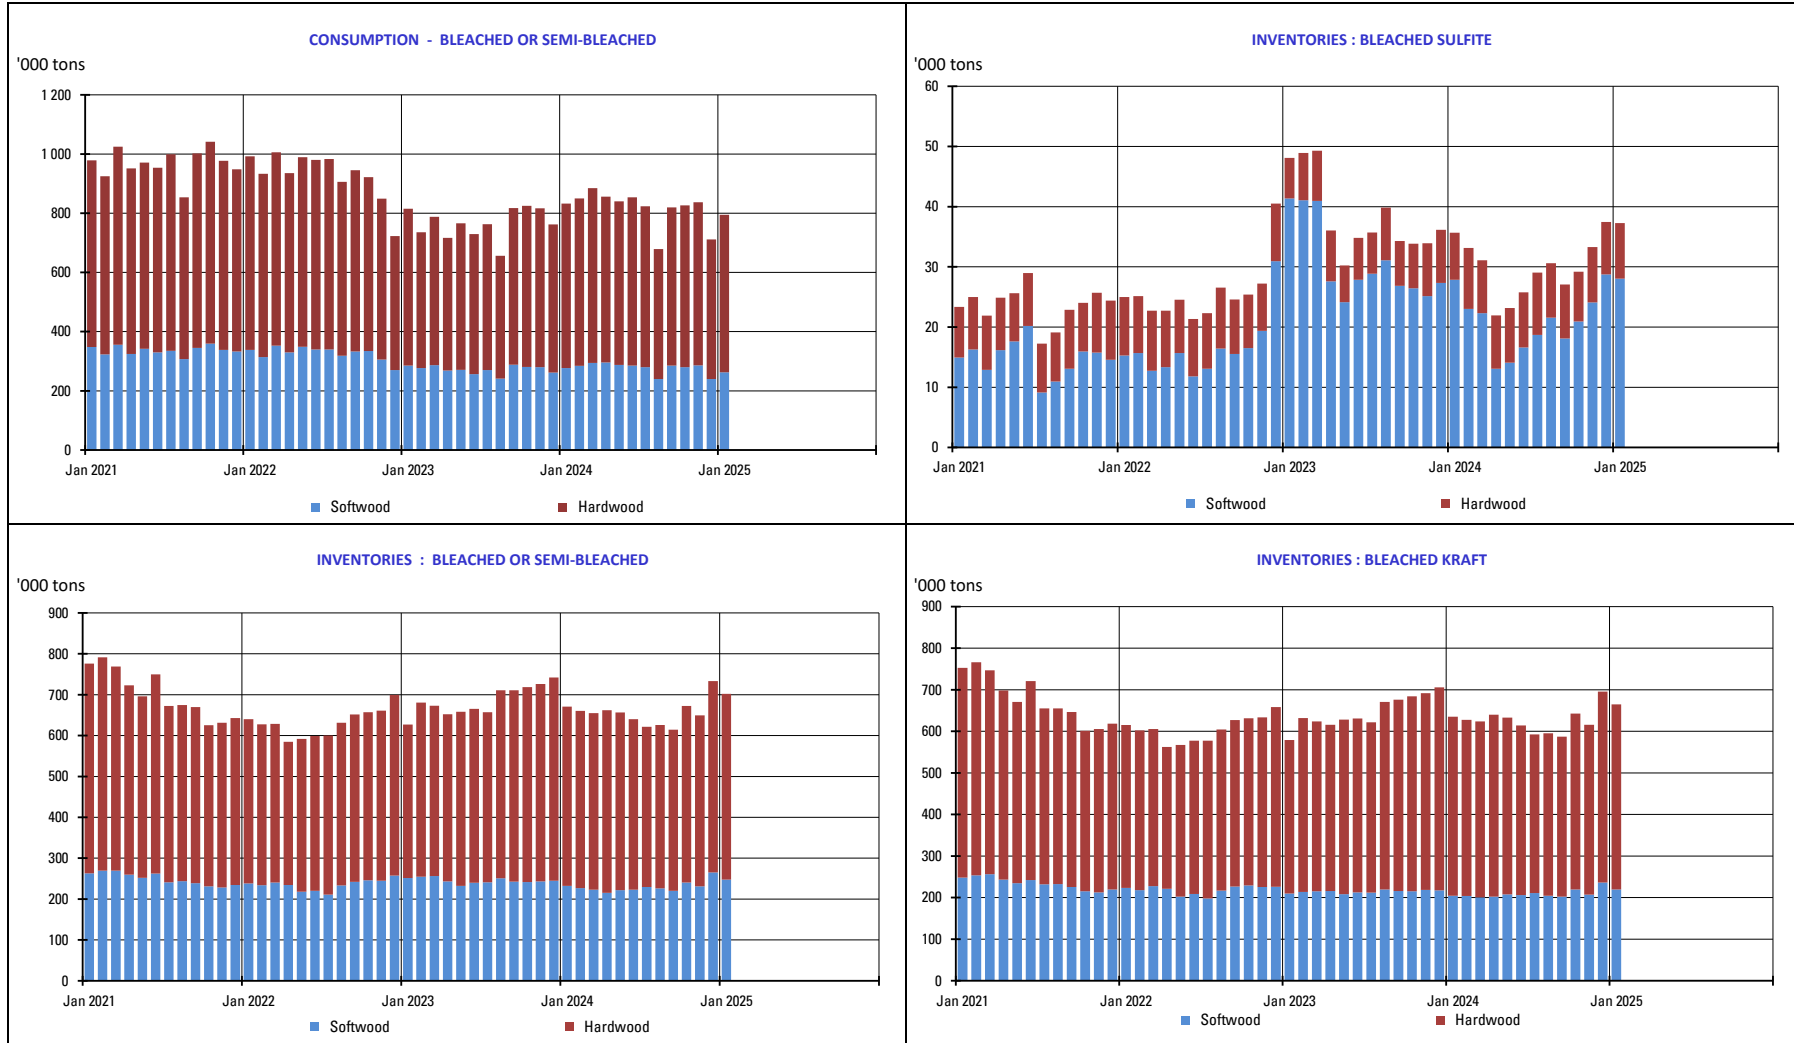 CONSUMPTION - BLEACHED OR SEMI-BLEACHED
'000 tons
1 200
1 000
800
600
400
200
0
Jan 2021 Jan 2022 Jan 2023 Jan 2024 Jan 2025
Softwood Hardwood
INVENTORIES : BLEACHED SULFITE
'000 tons
60
50
40
30
20
10
0
Jan 2021 Jan 2022 Jan 2023 Jan 2024 Jan 2025
Softwood Hardwood
INVENTORIES : BLEACHED OR SEMI-BLEACHED
'000 tons
900
800
700
600
500
400
300
200
100
0
Jan 2021 Jan 2022 Jan 2023 Jan 2024 Jan 2025
Softwood Hardwood
INVENTORIES : BLEACHED KRAFT
'000 tons
900
800
700
600
500
400
300
200
100
0
Jan 2021 Jan 2022 Jan 2023 Jan 2024 Jan 2025
Softwood Hardwood